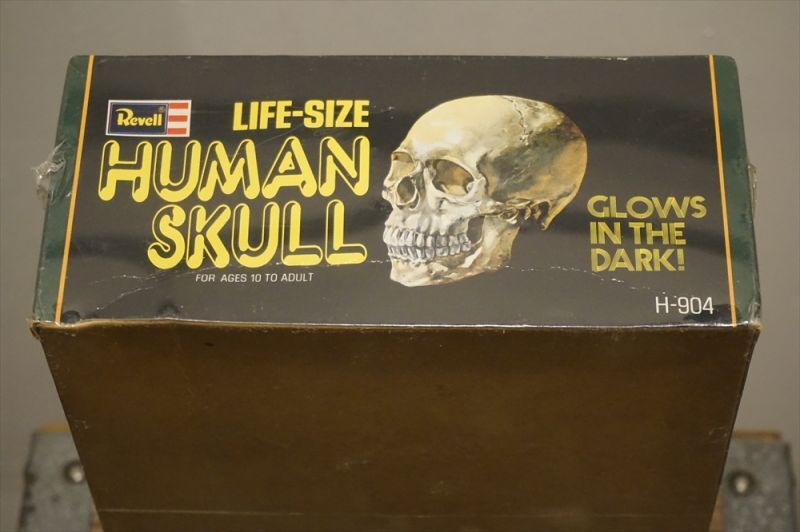 Revell
LIFE-SIZE
HUMAN
SKULL
FOR AGES 10 TO ADULT
GLOWS
IN THE
DARK!
H-904